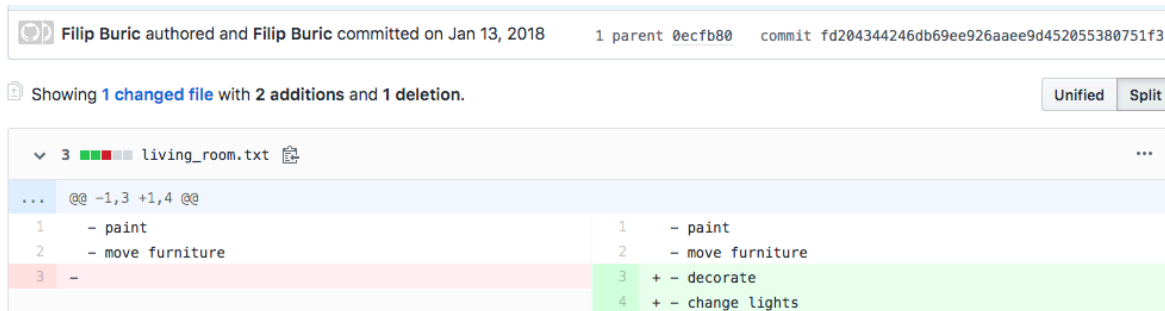 Filip Buric authored and Filip Buric committed on Jan 13, 2018 1 parent 0ecfb80 commit fd204344246db69ee926aaee9d452055380751f3
Showing 1 changed file with 2 additions and 1 deletion. Unified Split
3 living_room.txt
... @@ -1,3 +1,4 @@
1 - paint 1 - paint
2 - move furniture 2 - move furniture
3 - 3 + - decorate
4 + - change lights